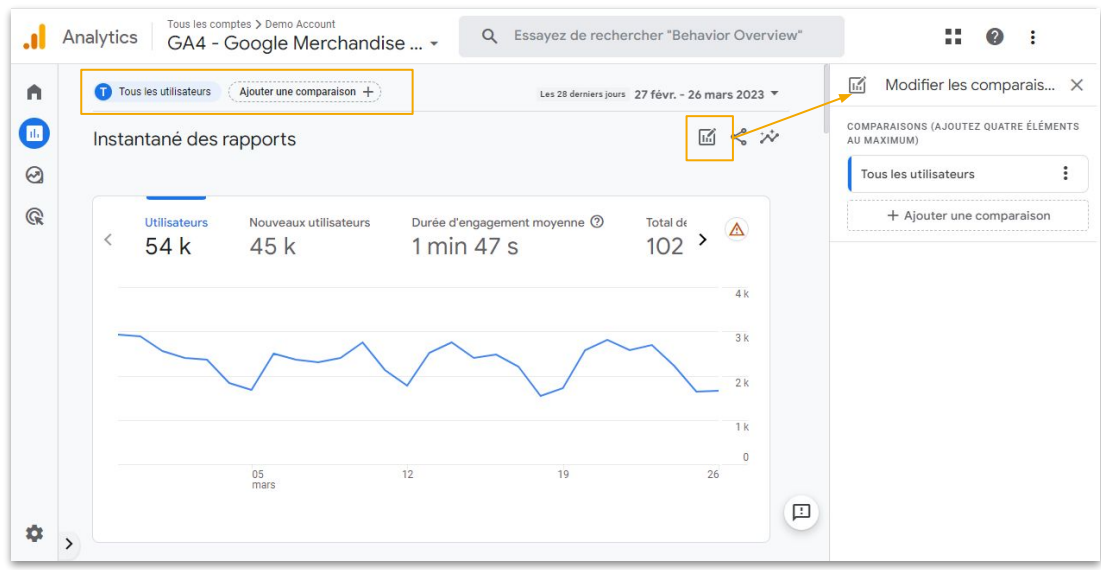 Analytics
Tous les comptes > Demo Account
GA4 - Google Merchandise ...
Essayez de rechercher "Behavior Overview"
T Tous les utilisateurs
Ajouter une comparaison +
Les 28 derniers jours 27 févr. - 26 mars 2023
Instantané des rapports
Utilisateurs
54 k
Nouveaux utilisateurs
45 k
Durée d'engagement moyenne
1 min 47 s
Total de
102
4 k
3 k
2 k
1 k
0
05
mars
12
19
26
Modifier les comparais...
COMPARAISONS (AJOUTEZ QUATRE ÉLÉMENTS
AU MAXIMUM)
Tous les utilisateurs
+ Ajouter une comparaison